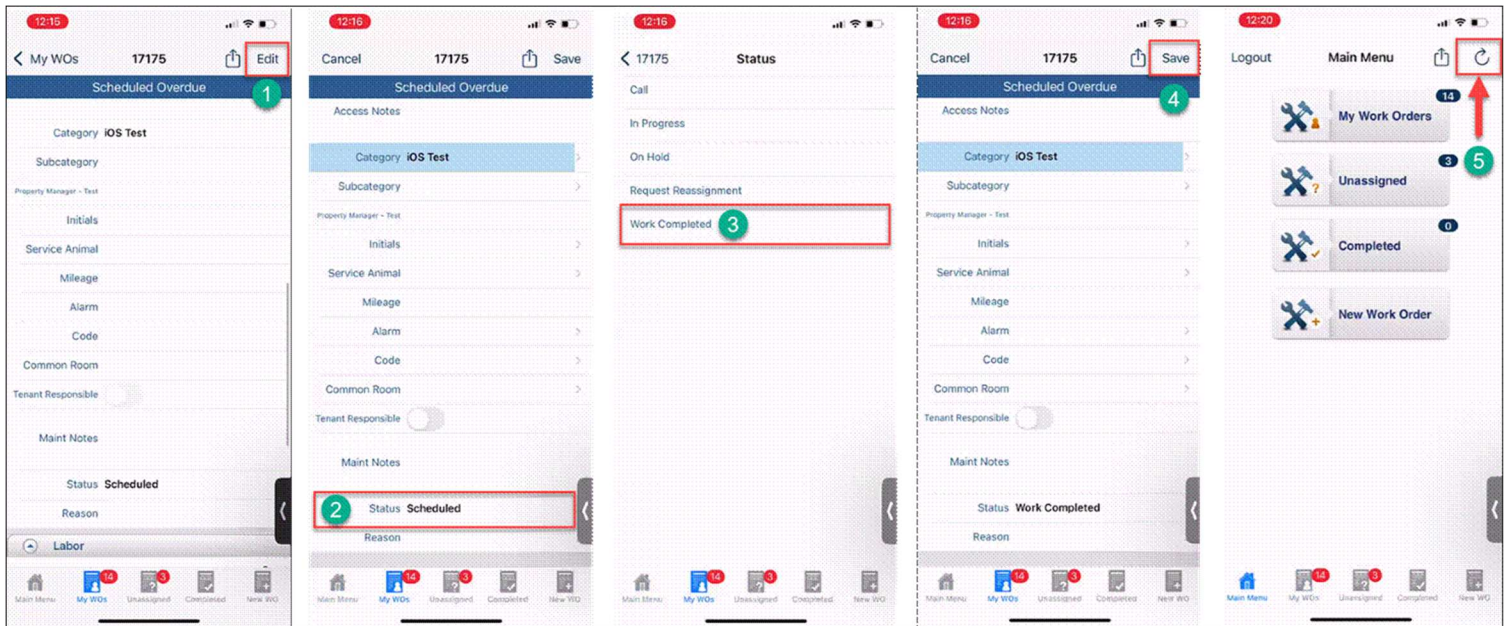 12:15
My WOs 17175 Edit
Scheduled Overdue
1
Category iOS Test
Subcategory
Property Manager - Test
Initials
Service Animal
Mileage
Alarm
Code
Common Room
Tenant Responsible
Maint Notes
Status Scheduled
Reason
Labor
14 3
Main Menu My WOs Unassigned Completed New WO
12:16
Cancel 17175 Save
Scheduled Overdue
Access Notes
Category iOS Test
Subcategory
Property Manager - Test
Initials
Service Animal
Mileage
Alarm
Code
Common Room
Tenant Responsible
Maint Notes
2 Status Scheduled
Reason
14 3
Main Menu My WOs Unassigned Completed New WO
12:16
17175 Status
Call
In Progress
On Hold
Request Reassignment
Work Completed 3
14 3
Main Menu My WOs Unassigned Completed New WO
12:16
Cancel 17175 Save
Scheduled Overdue
4
Access Notes
Category iOS Test
Subcategory
Property Manager - Test
Initials
Service Animal
Mileage
Alarm
Code
Common Room
Tenant Responsible
Maint Notes
Status Work Completed
Reason
14 3
Main Menu My WOs Unassigned Completed New WO
12:20
Logout Main Menu
14
My Work Orders
3
5
Unassigned
0
Completed
New Work Order
14 3
Main Menu My WOs Unassigned Completed New WO